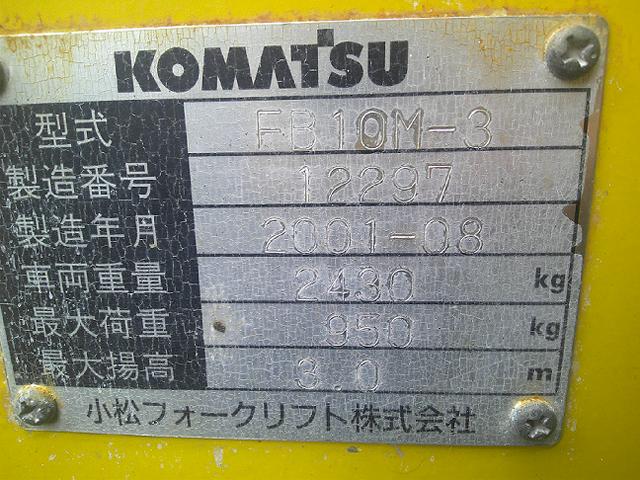 KOMATSU
型式 FB10M-3
製造番号 12297
製造年月 2001-08
車両重量 2430 kg
最大荷重 950 kg
最大揚高 3.0 m
小松フォークリフト株式会社